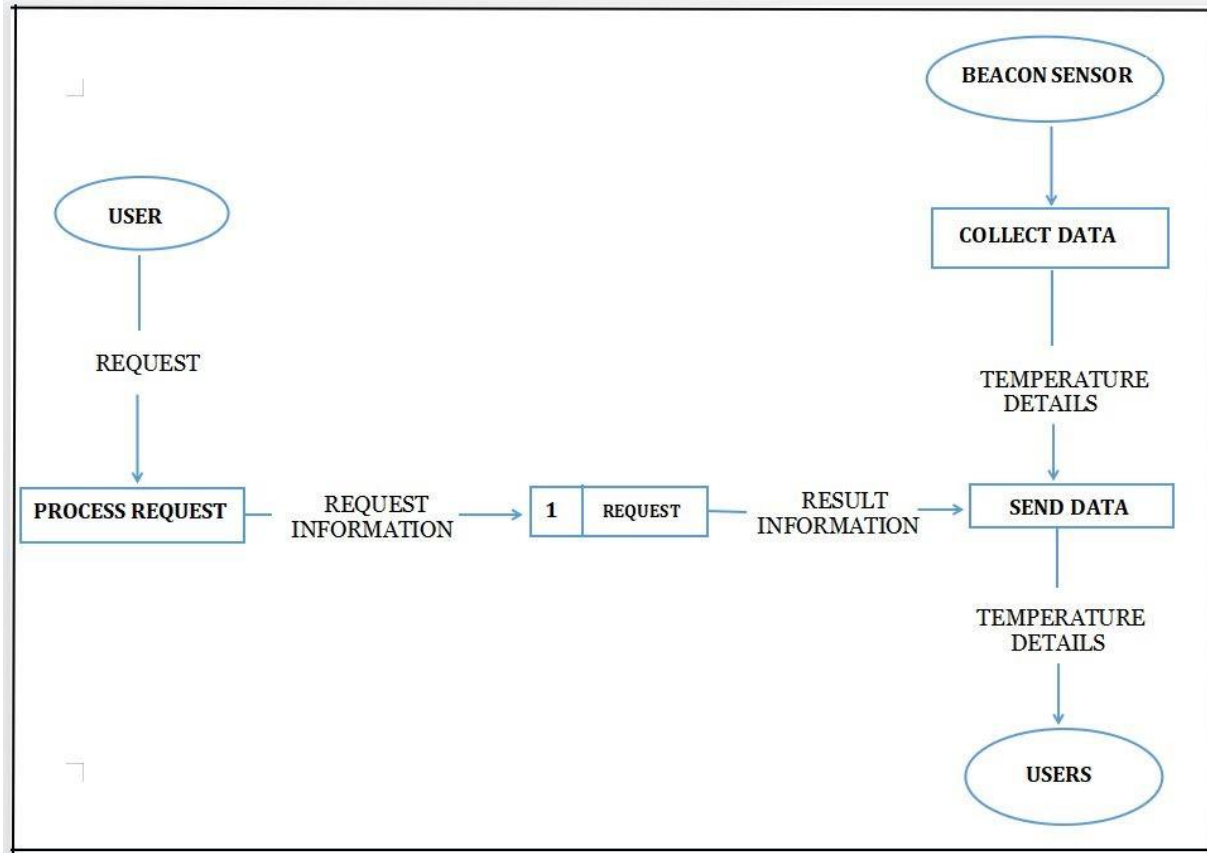 BEACON SENSOR
USER
COLLECT DATA
REQUEST
TEMPERATURE
DETAILS
PROCESS REQUEST
REQUEST
INFORMATION
1
REQUEST
RESULT
INFORMATION
SEND DATA
TEMPERATURE
DETAILS
USERS